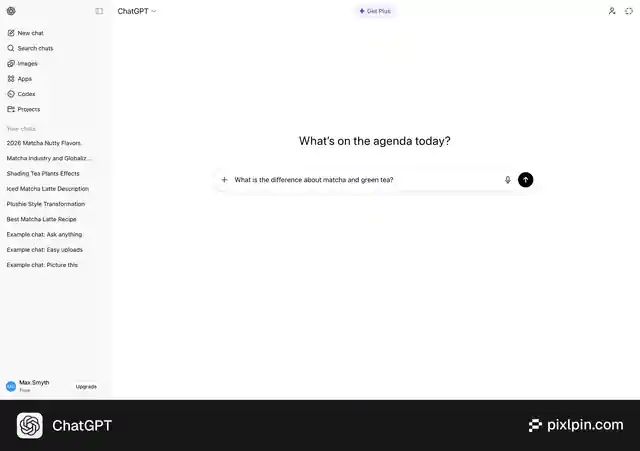 ChatGPT
Get Plus
New chat
Search chats
Images
Apps
Codex
Projects
Your chats
2026 Matcha Nutty Flavors
Matcha Industry and Globaliz...
Shading Tea Plants Effects
Iced Matcha Latte Description
Plushie Style Transformation
Best Matcha Latte Recipe
Example chat: Ask anything
Example chat: Easy uploads
Example chat: Picture this
What's on the agenda today?
What is the difference about matcha and green tea?
Max Smyth
Free
Upgrade
ChatGPT
pixlpin.com